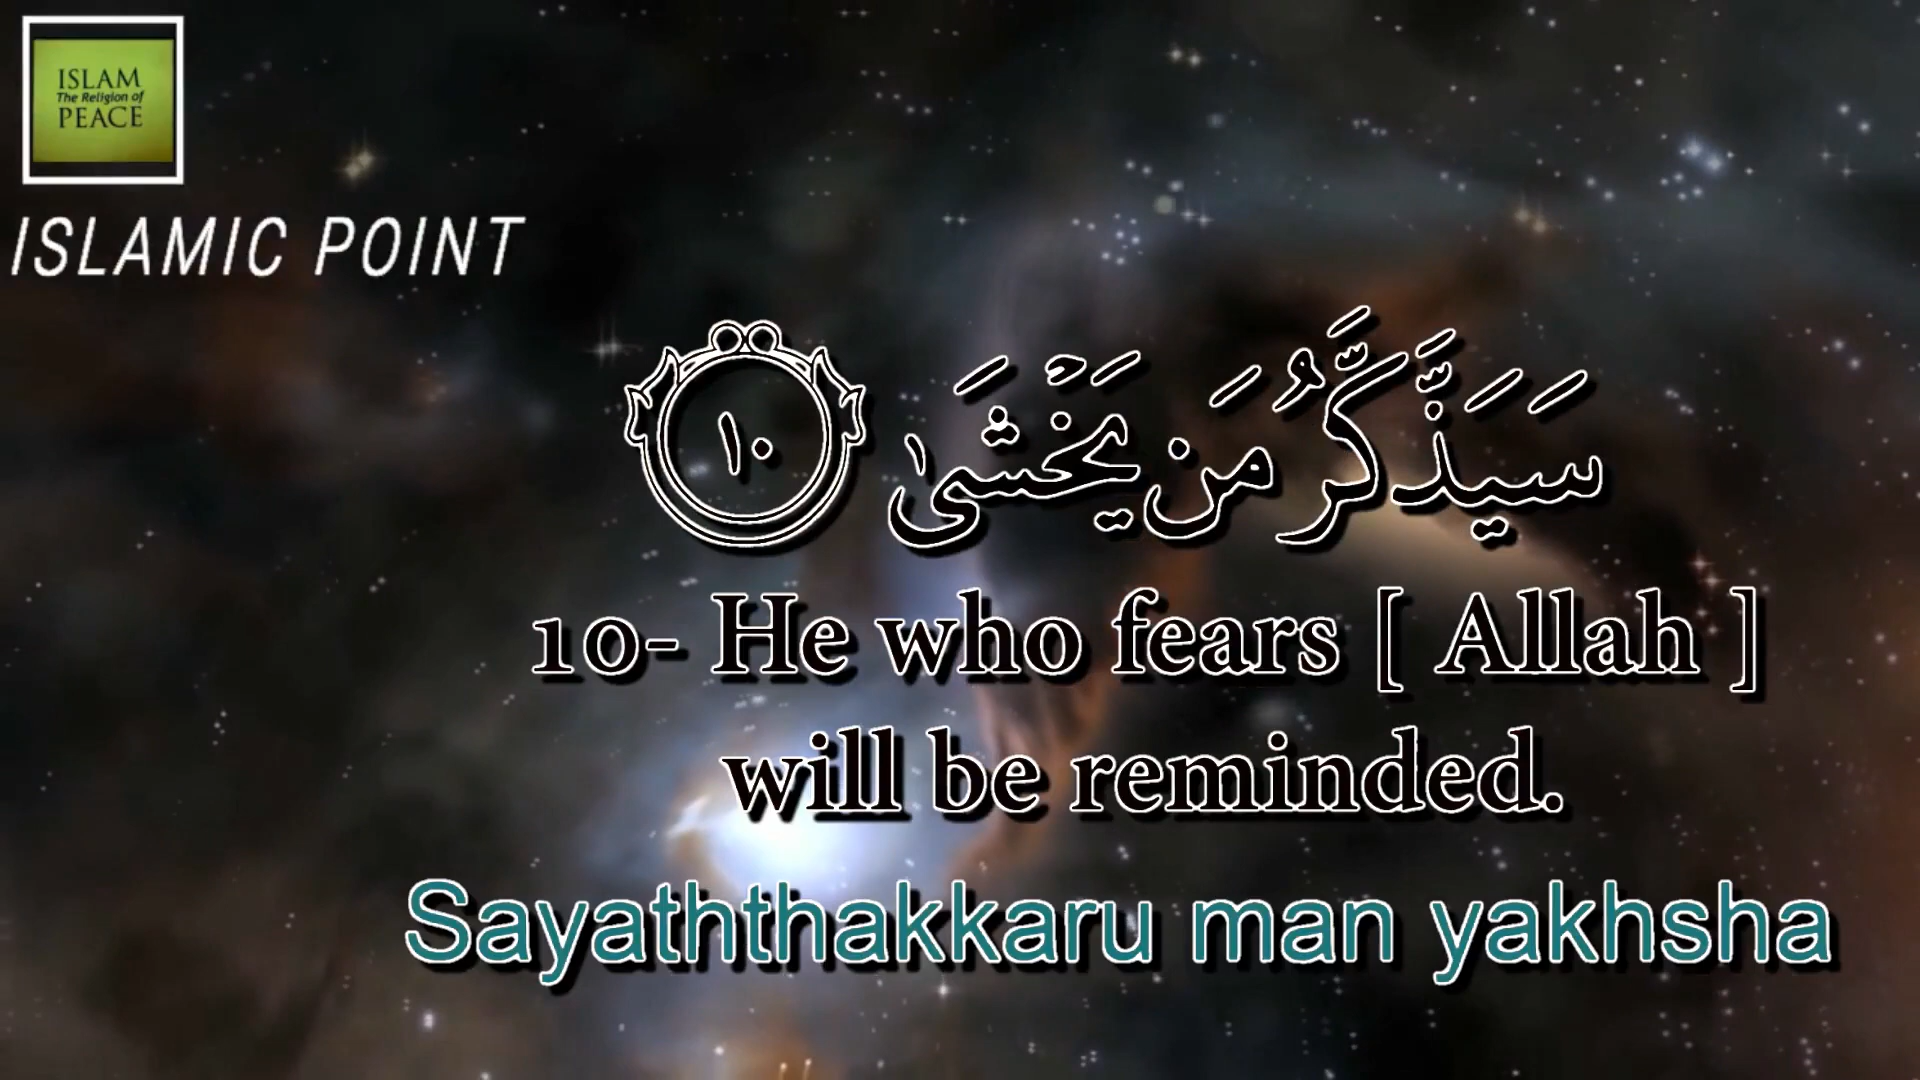 ISLAM
The Religion of
PEACE
ISLAMIC POINT
سَيَذَّكَّرُ مَن يَخْشَىٰ ١٠
10- He who fears [ Allah ]
will be reminded.
Sayaththakkaru man yakhsha